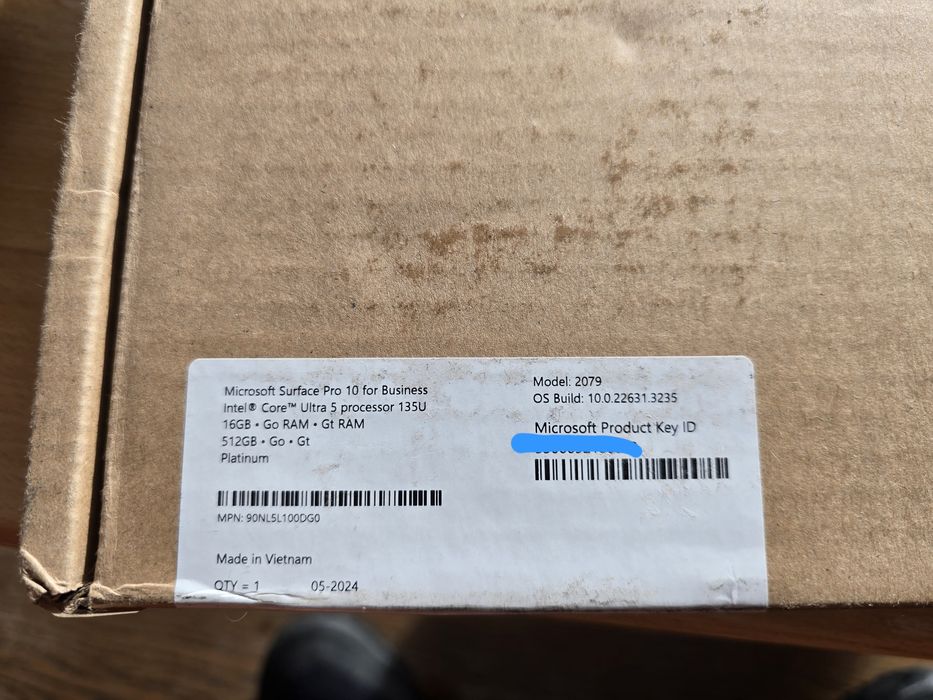 Microsoft Surface Pro 10 for Business
Intel® Core™ Ultra 5 processor 135U
16GB • Go RAM • Gt RAM
512GB • Go • Gt
Platinum
MPN: 90NL5L100DG0
Made in Vietnam
QTY = 1 05-2024
Model: 2079
OS Build: 10.0.22631.3235
Microsoft Product Key ID